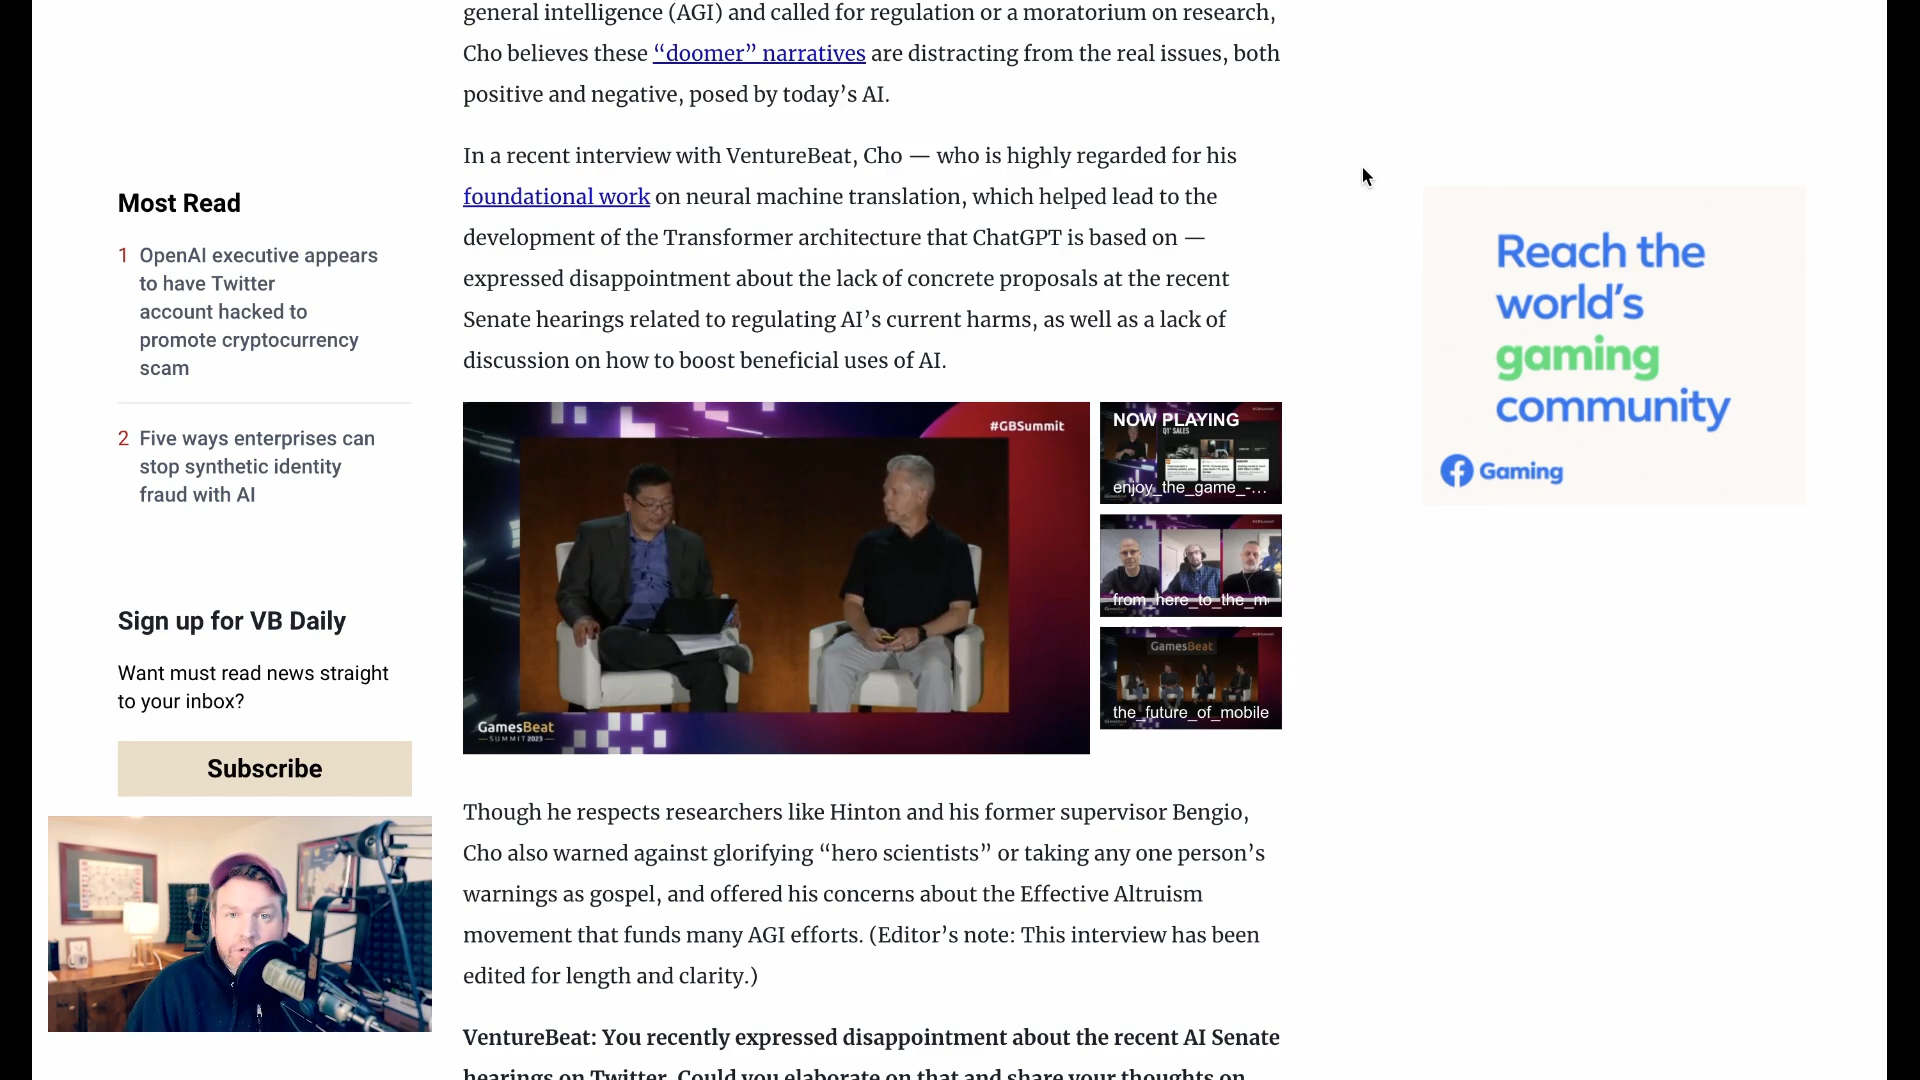 general intelligence (AGI) and called for regulation or a moratorium on research,
Cho believes these “doomer” narratives are distracting from the real issues, both
positive and negative, posed by today’s AI.
In a recent interview with VentureBeat, Cho — who is highly regarded for his
foundational work on neural machine translation, which helped lead to the
development of the Transformer architecture that ChatGPT is based on —
expressed disappointment about the lack of concrete proposals at the recent
Senate hearings related to regulating AI’s current harms, as well as a lack of
discussion on how to boost beneficial uses of AI.
Most Read
1 OpenAI executive appears
to have Twitter
account hacked to
promote cryptocurrency
scam
2 Five ways enterprises can
stop synthetic identity
fraud with AI
Sign up for VB Daily
Want must read news straight
to your inbox?
Subscribe
#GBSummit
GamesBeat
SUMMIT 2023
NOW PLAYING
QT' SALES
enjoy_the_game_-...
from_here_to_the_m
GamesBeat
the_future_of_mobile
Reach the
world’s
gaming
community
Gaming
Though he respects researchers like Hinton and his former supervisor Bengio,
Cho also warned against glorifying “hero scientists” or taking any one person’s
warnings as gospel, and offered his concerns about the Effective Altruism
movement that funds many AGI efforts. (Editor’s note: This interview has been
edited for length and clarity.)
VentureBeat: You recently expressed disappointment about the recent AI Senate
hearings on Twitter. Could you elaborate on that and share your thoughts on